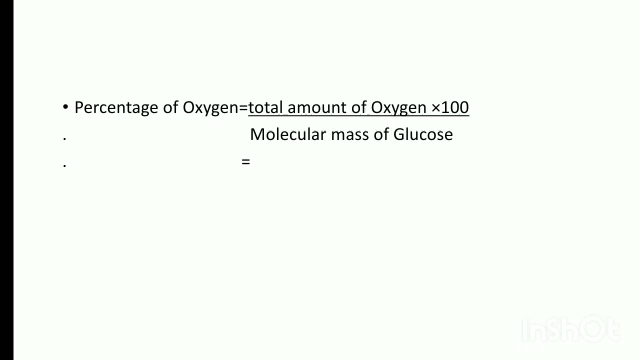 • Percentage of Oxygen=total amount of Oxygen ×100
. Molecular mass of Glucose
. =
InShOt